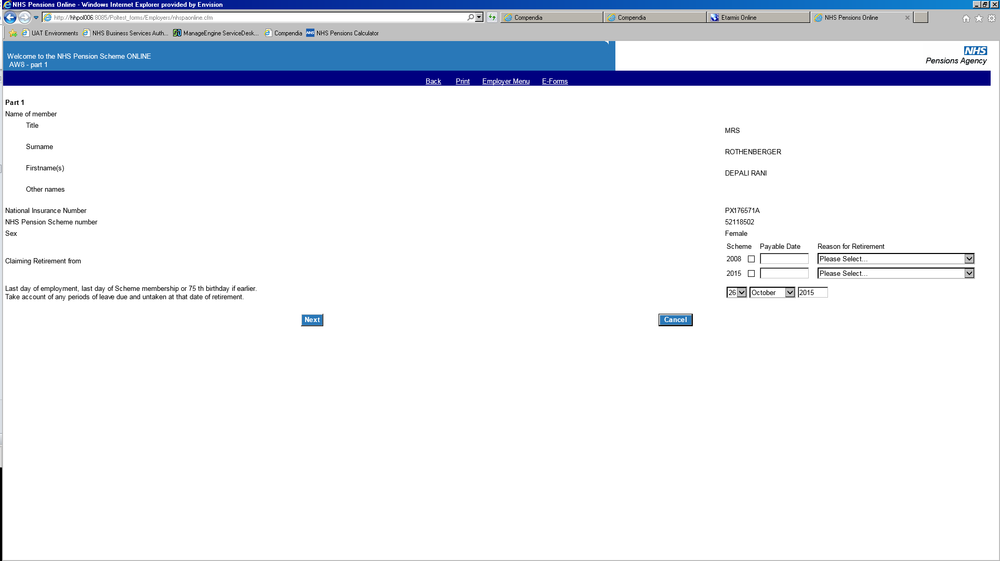 NHS Pensions Online - Windows Internet Explorer provided by Envision
http://hhpol006:8085/Poltest_forms/Employers/nhspaonline.cfm
Compendia
Compendia
Etarmis Online
NHS Pensions Online
UAT Environments
NHS Business Services Auth...
ManageEngine ServiceDesk...
Compendia
NHS
NHS Pensions Calculator
Welcome to the NHS Pension Scheme ONLINE
AW8 - part 1
NHS
Pensions Agency
Back Print Employer Menu E-Forms
Part 1
Name of member
Title
MRS
Surname
ROTHENBERGER
Firstname(s)
DEPALI RANI
Other names
National Insurance Number PX176571A
NHS Pension Scheme number 52118502
Sex Female
Scheme Payable Date Reason for Retirement
Claiming Retirement from
2008 Please Select...
2015 Please Select...
Last day of employment, last day of Scheme membership or 75 th birthday if earlier.
Take account of any periods of leave due and untaken at that date of retirement.
26 October 2015
Next Cancel